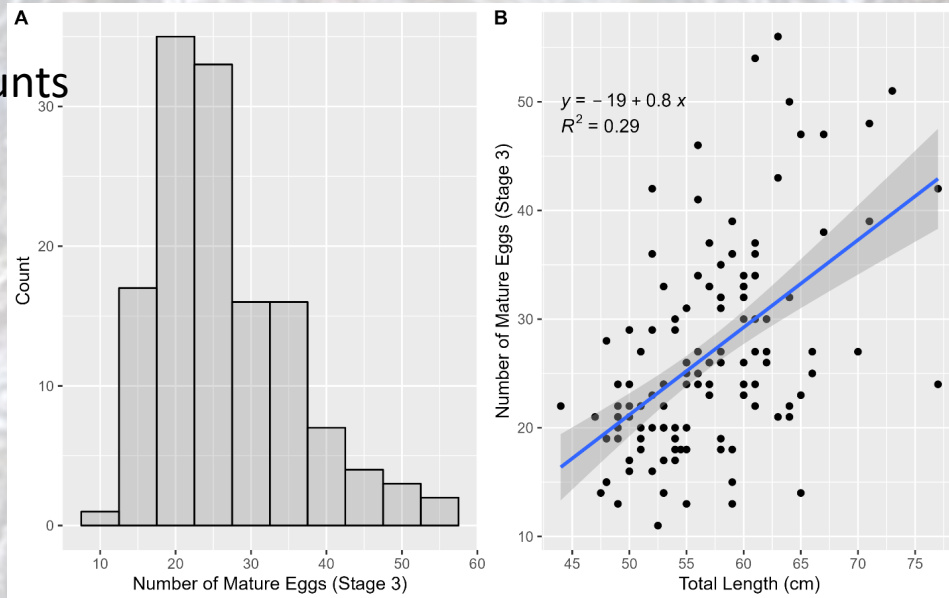 A
unts
30
20
10
0
Count
10 20 30 40 50 60
Number of Mature Eggs (Stage 3)
B
y = − 19 + 0.8 x
R² = 0.29
50
40
30
20
10
Number of Mature Eggs (Stage 3)
45 50 55 60 65 70 75
Total Length (cm)